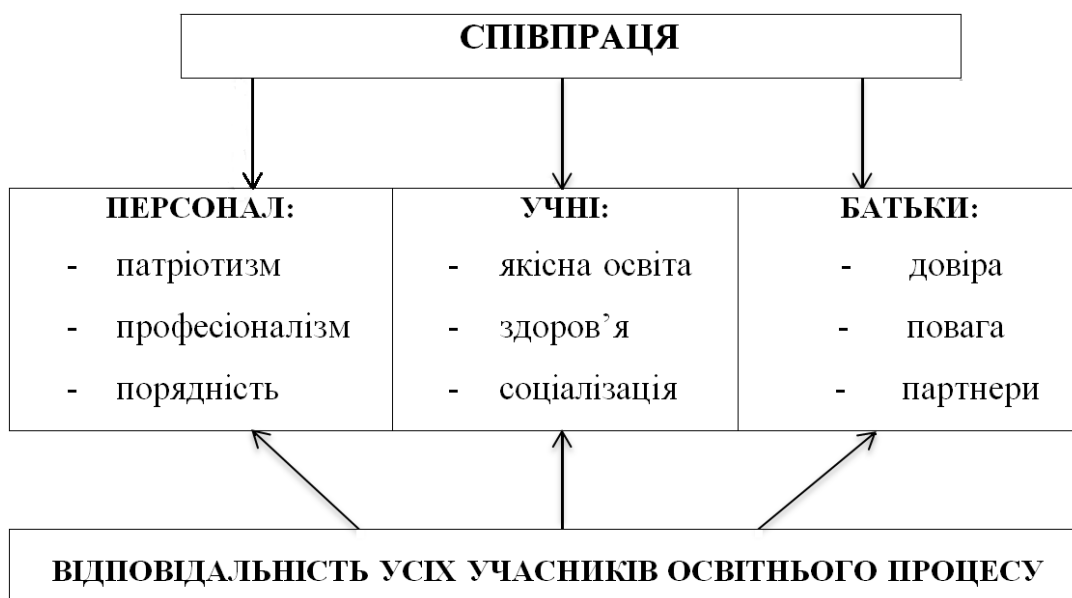 СПІВПРАЦЯ
ПЕРСОНАЛ:
- патріотизм
- професіоналізм
- порядність
УЧНІ:
- якісна освіта
- здоров’я
- соціалізація
БАТЬКИ:
- довіра
- повага
- партнери
ВІДПОВІДАЛЬНІСТЬ УСІХ УЧАСНИКІВ ОСВІТНЬОГО ПРОЦЕСУ